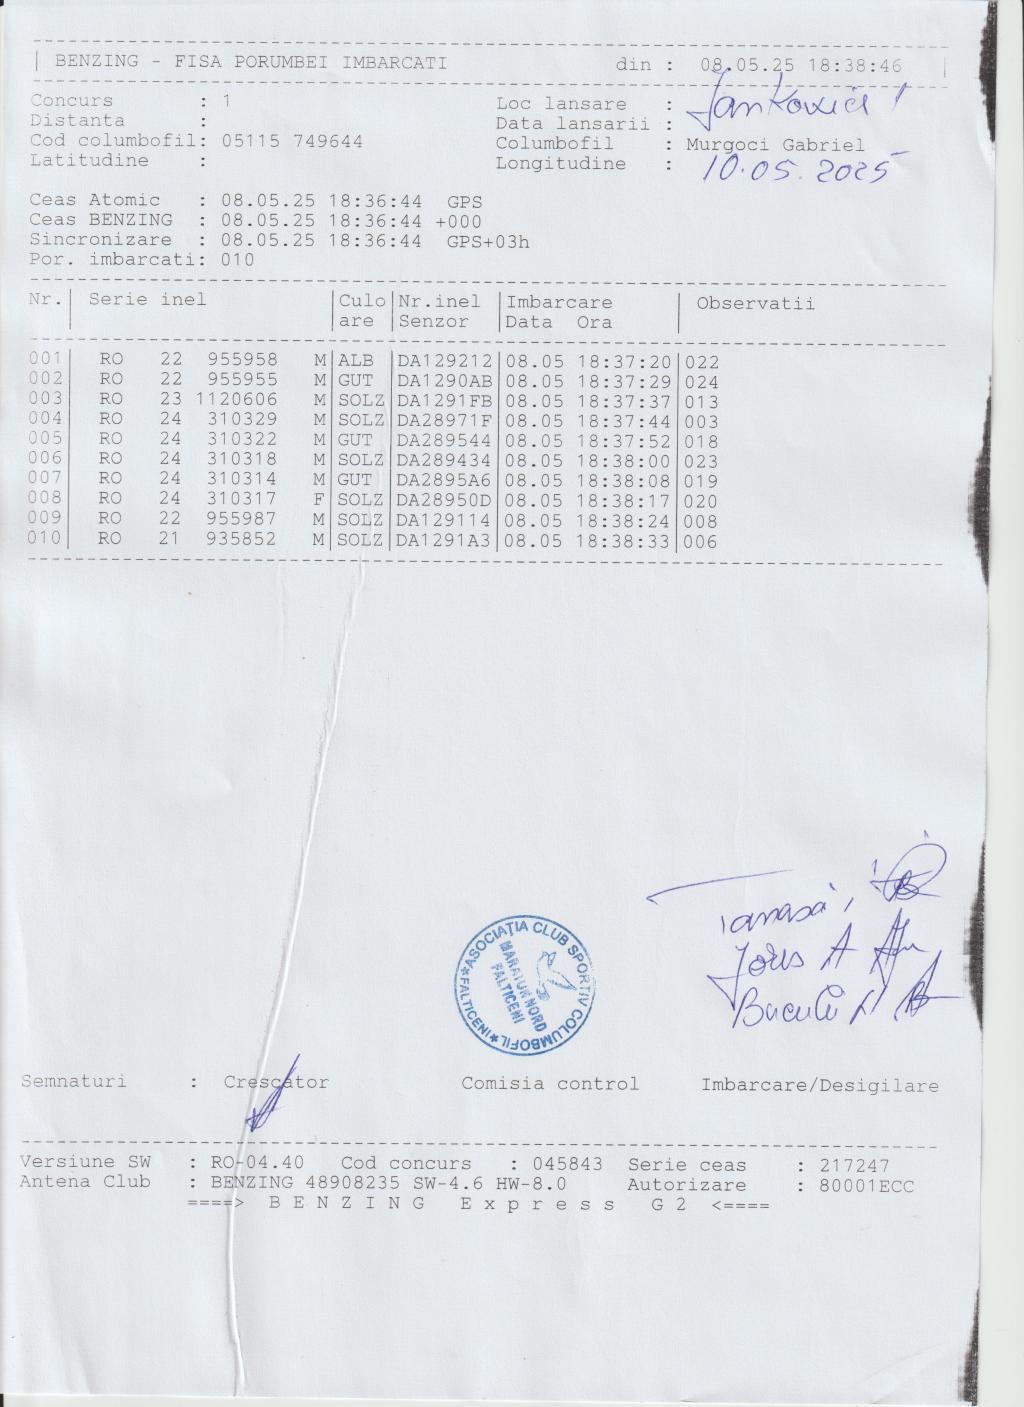 BENZING - FISA PORUMBEI IMBARCATI din : 08.05.25 18:38:46
Concurs : 1 Loc lansare : Jankovici 1
Distanta : Data lansarii :
Cod columbofil: 05115 749644 Columbofil : Murgoci Gabriel
Latitudine : Longitudine : 10.05.2025
Ceas Atomic : 08.05.25 18:36:44 GPS
Ceas BENZING : 08.05.25 18:36:44 +000
Sincronizare : 08.05.25 18:36:44 GPS+03h
Por. imbarcati: 010
Nr. Serie inel Culo Nr.inel Imbarcare Observatii
are Senzor Data Ora
001 RO 22 955958 M ALB DA129212 08.05 18:37:20 022
002 RO 22 955955 M GUT DA1290AB 08.05 18:37:29 024
003 RO 23 1120606 M SOLZ DA1291FB 08.05 18:37:37 013
004 RO 24 310329 M SOLZ DA28971F 08.05 18:37:44 003
005 RO 24 310322 M GUT DA289544 08.05 18:37:52 018
006 RO 24 310318 M SOLZ DA289434 08.05 18:38:00 023
007 RO 24 310314 M GUT DA2895A6 08.05 18:38:08 019
008 RO 24 310317 F SOLZ DA28950D 08.05 18:38:17 020
009 RO 22 955987 M SOLZ DA129114 08.05 18:38:24 008
010 RO 21 935852 M SOLZ DA1291A3 08.05 18:38:33 006
Tanasa
ASOCIAȚIA CLUB SPORTIV COLUMBOFIL
MARATON NORD
FALTICENI
*FALTICENI*
Semnaturi : Crescator Comisia control Imbarcare/Desigilare
Versiune SW : RO-04.40 Cod concurs : 045843 Serie ceas : 217247
Antena Club : BENZING 48908235 SW-4.6 HW-8.0 Autorizare : 80001ECC
====> B E N Z I N G E x p r e s s G 2 <====